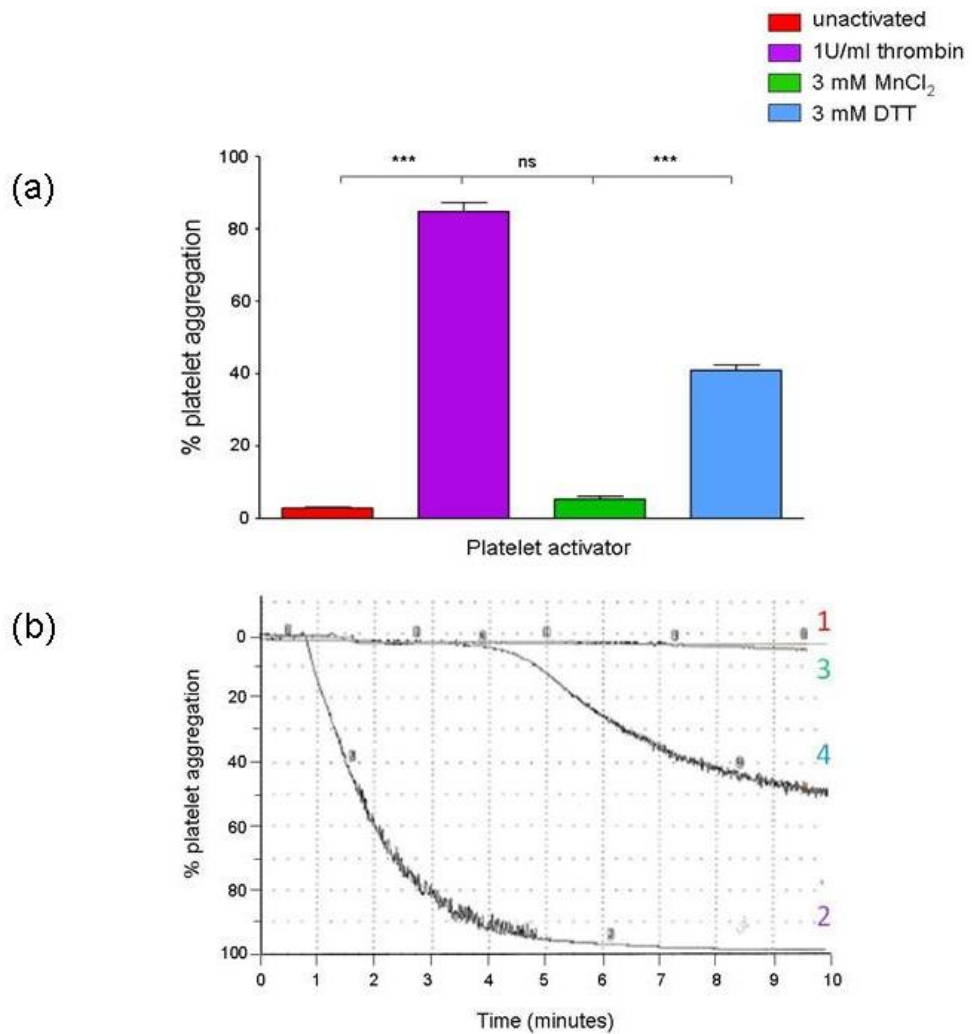 unactivated
1U/ml thrombin
3 mM MnCl₂
3 mM DTT
(a)
100
80
60
40
20
0
% platelet aggregation
*** ns ***
Platelet activator
(b)
0
20
40
60
80
100
% platelet aggregation
1
3
4
2
0 1 2 3 4 5 6 7 8 9 10
Time (minutes)